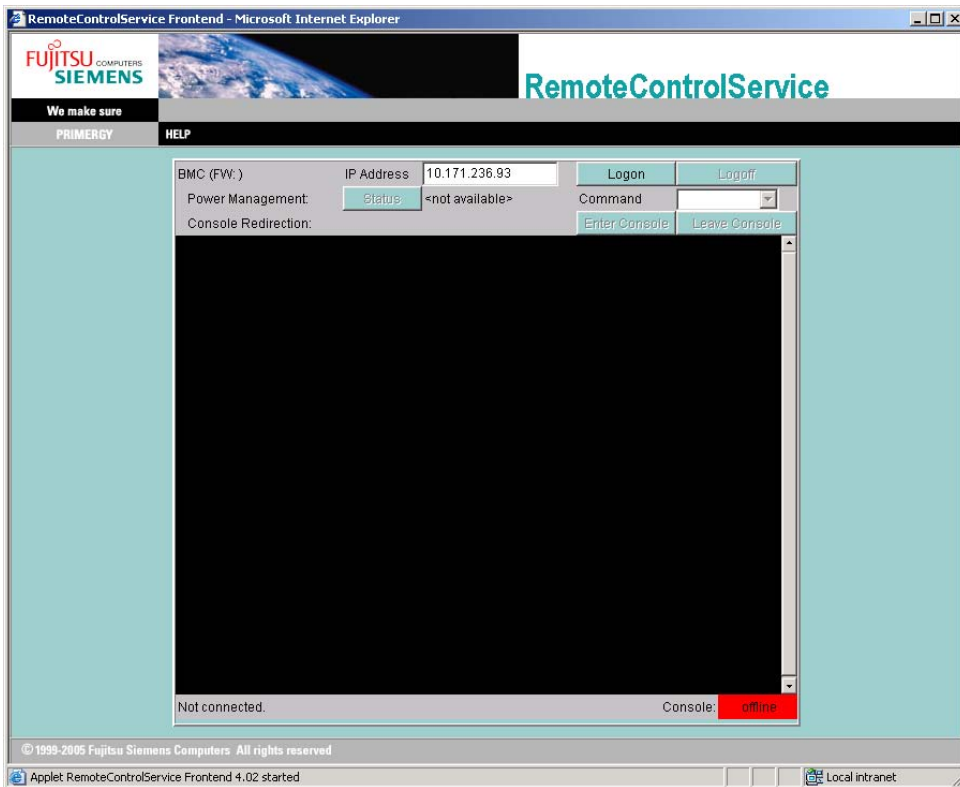 RemoteControlService Frontend - Microsoft Internet Explorer
FUJITSU COMPUTERS
SIEMENS
RemoteControlService
We make sure
PRIMERGY HELP
BMC (FW: ) IP Address 10.171.236.93 Logon Logoff
Power Management: Status <not available> Command
Console Redirection: Enter Console Leave Console
Not connected. Console: offline
© 1999-2005 Fujitsu Siemens Computers All rights reserved
Applet RemoteControlService Frontend 4.02 started Local intranet